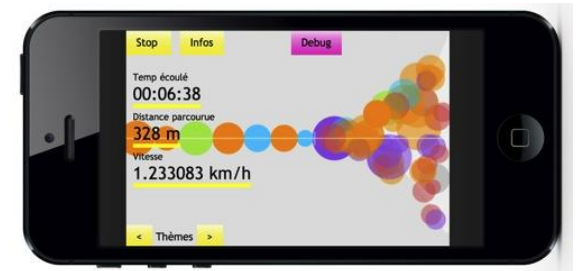 Stop Infos Debug
Temp écoulé
00:06:38
Distance parcourue
328 m
Vitesse
1.233083 km/h
< Thèmes >